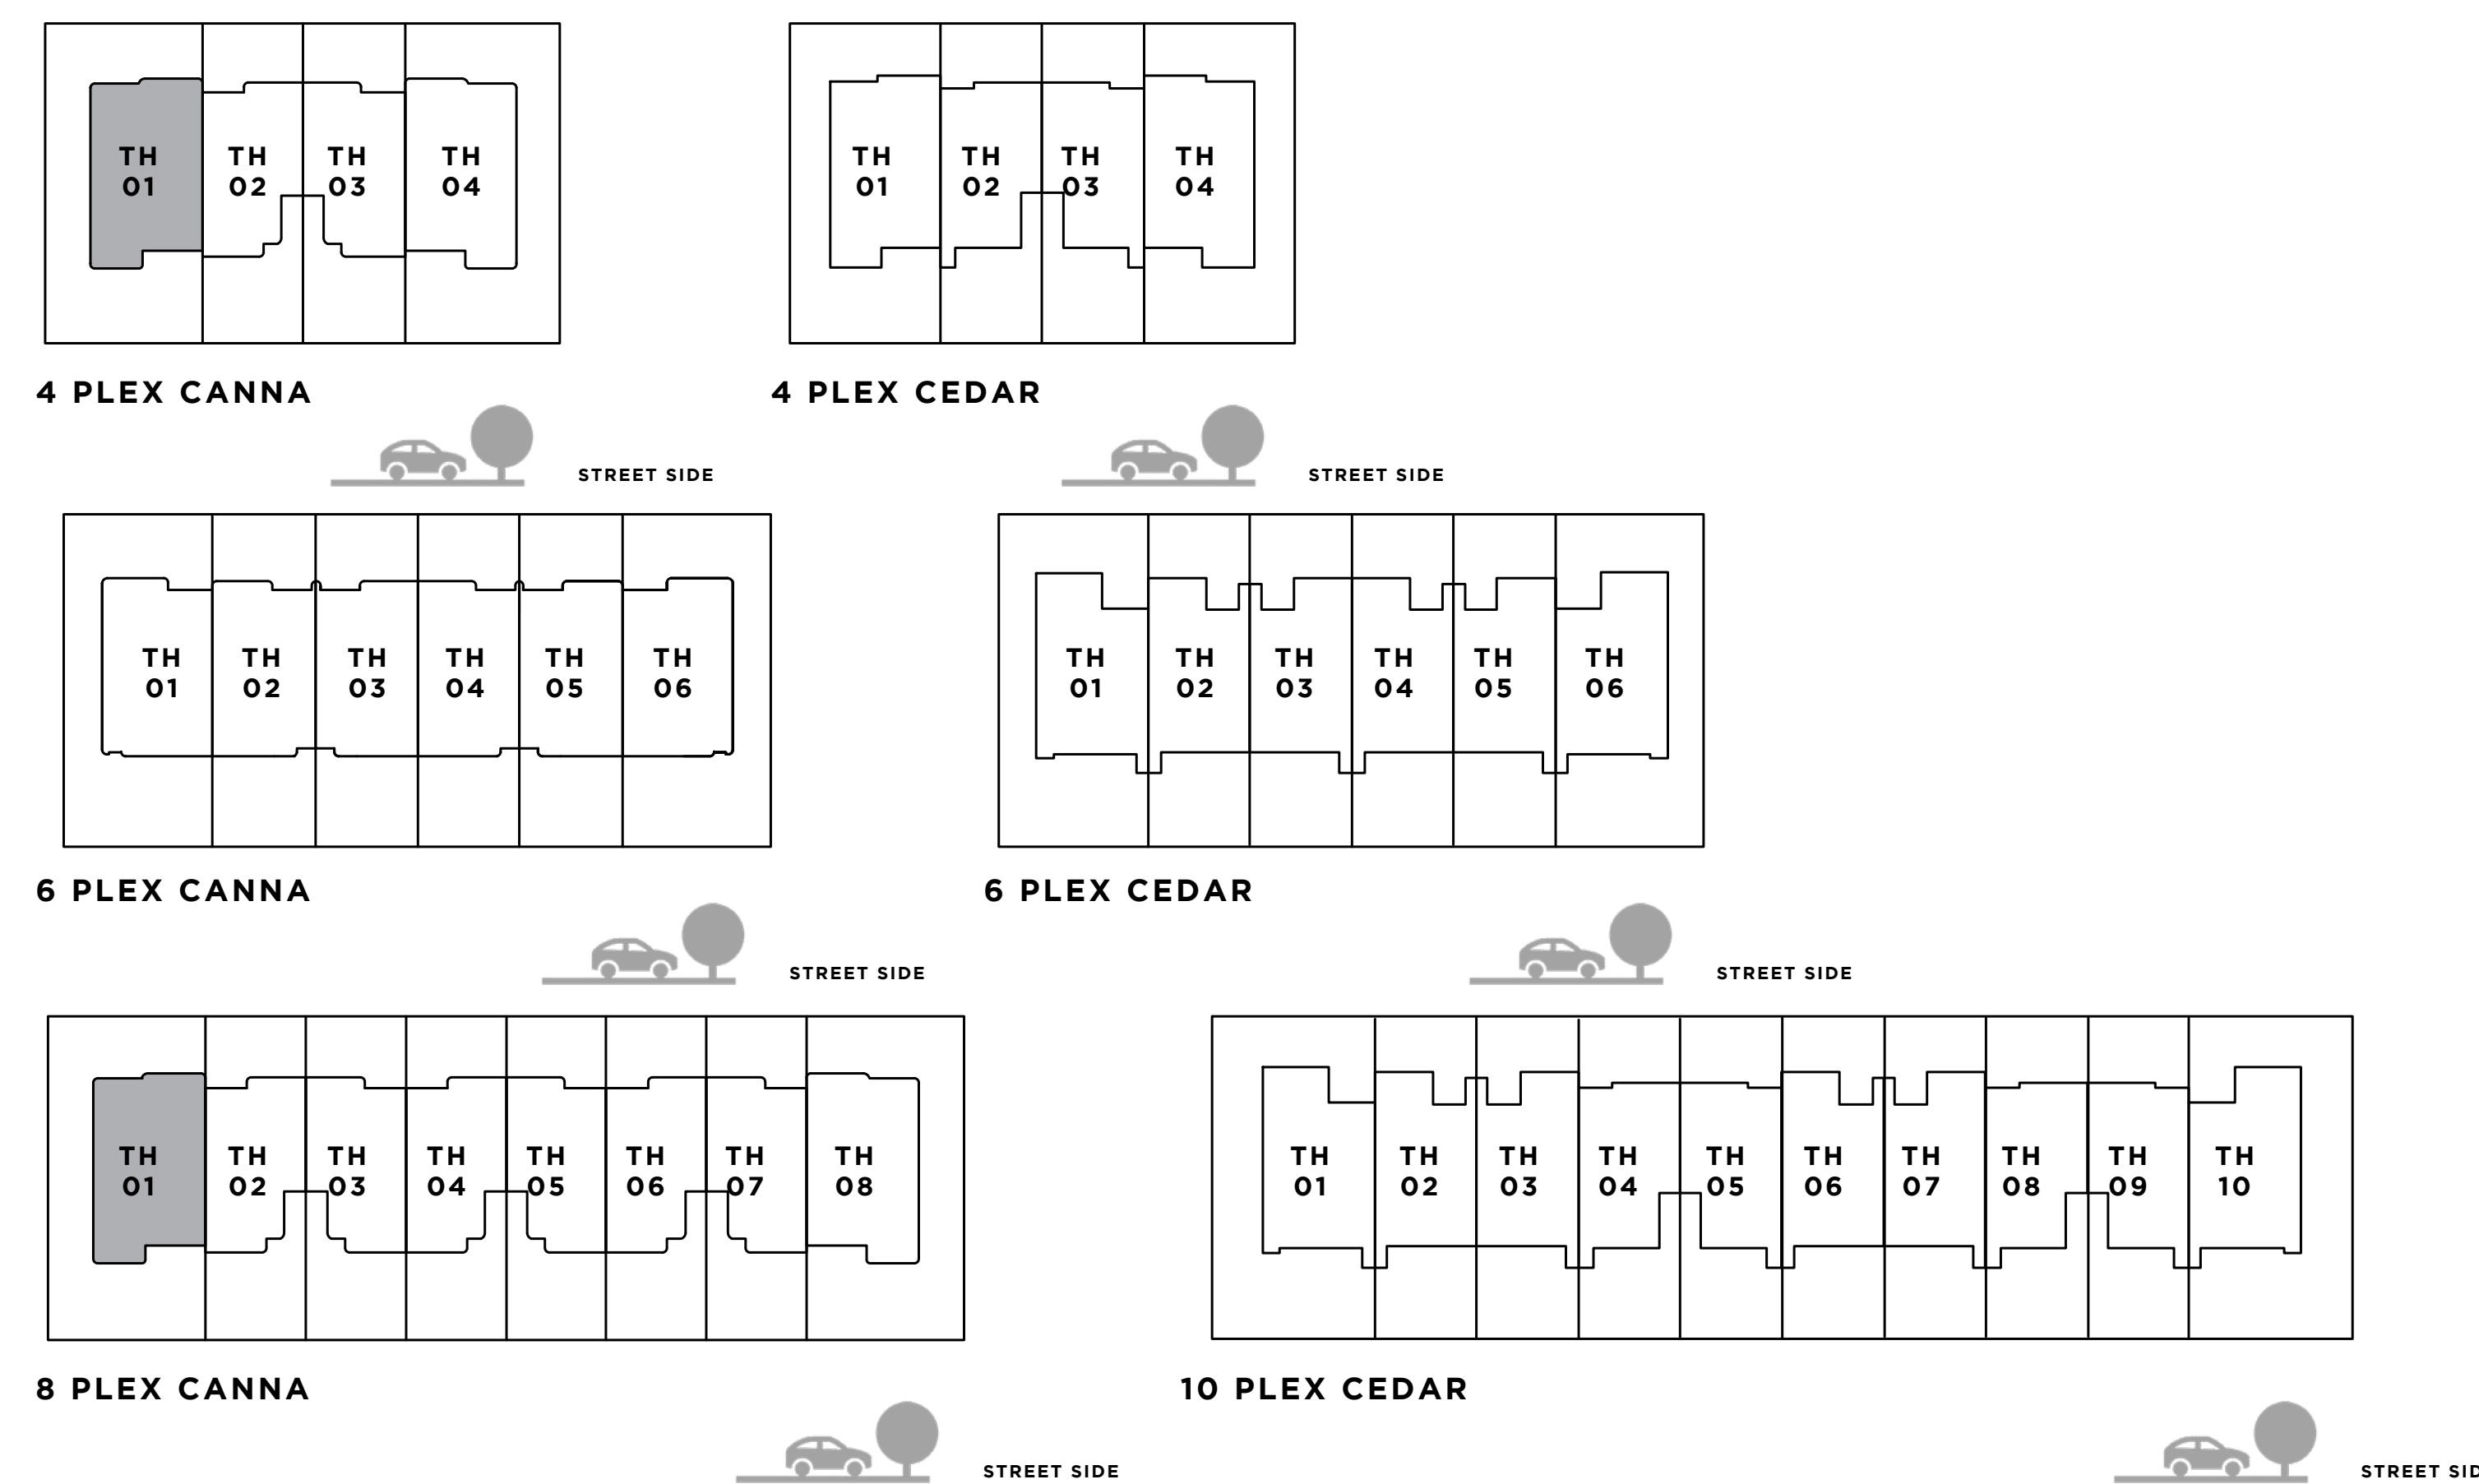 TH TH TH TH
01 02 03 04
4 PLEX CANNA
STREET SIDE
TH TH TH TH
01 02 03 04
4 PLEX CEDAR
STREET SIDE
TH TH TH TH TH TH
01 02 03 04 05 06
6 PLEX CANNA
STREET SIDE
TH TH TH TH TH TH
01 02 03 04 05 06
6 PLEX CEDAR
STREET SIDE
TH TH TH TH TH TH TH TH
01 02 03 04 05 06 07 08
8 PLEX CANNA
STREET SIDE
TH TH TH TH TH TH TH TH TH TH
01 02 03 04 05 06 07 08 09 10
10 PLEX CEDAR
STREET SID